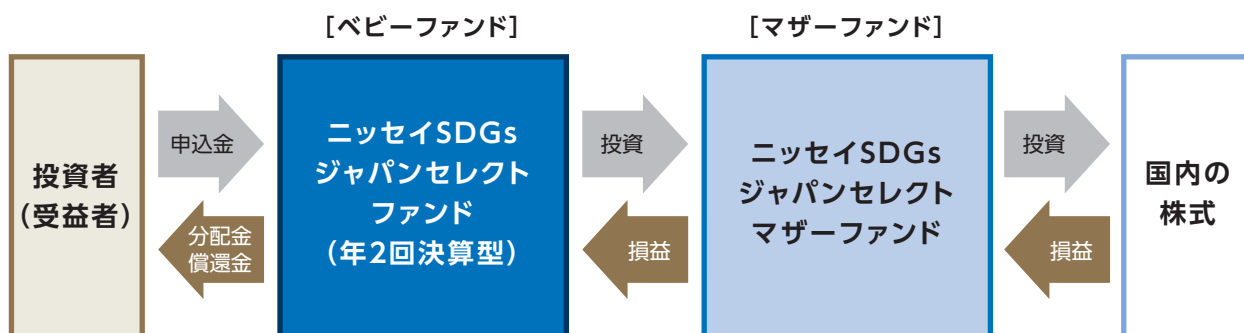 ［ベビーファンド］
［マザーファンド］
投資者
（受益者）
申込金
分配金
償還金
ニッセイSDGs
ジャパンセレクト
ファンド
（年2回決算型）
投資
損益
ニッセイSDGs
ジャパンセレクト
マザーファンド
投資
損益
国内の
株式